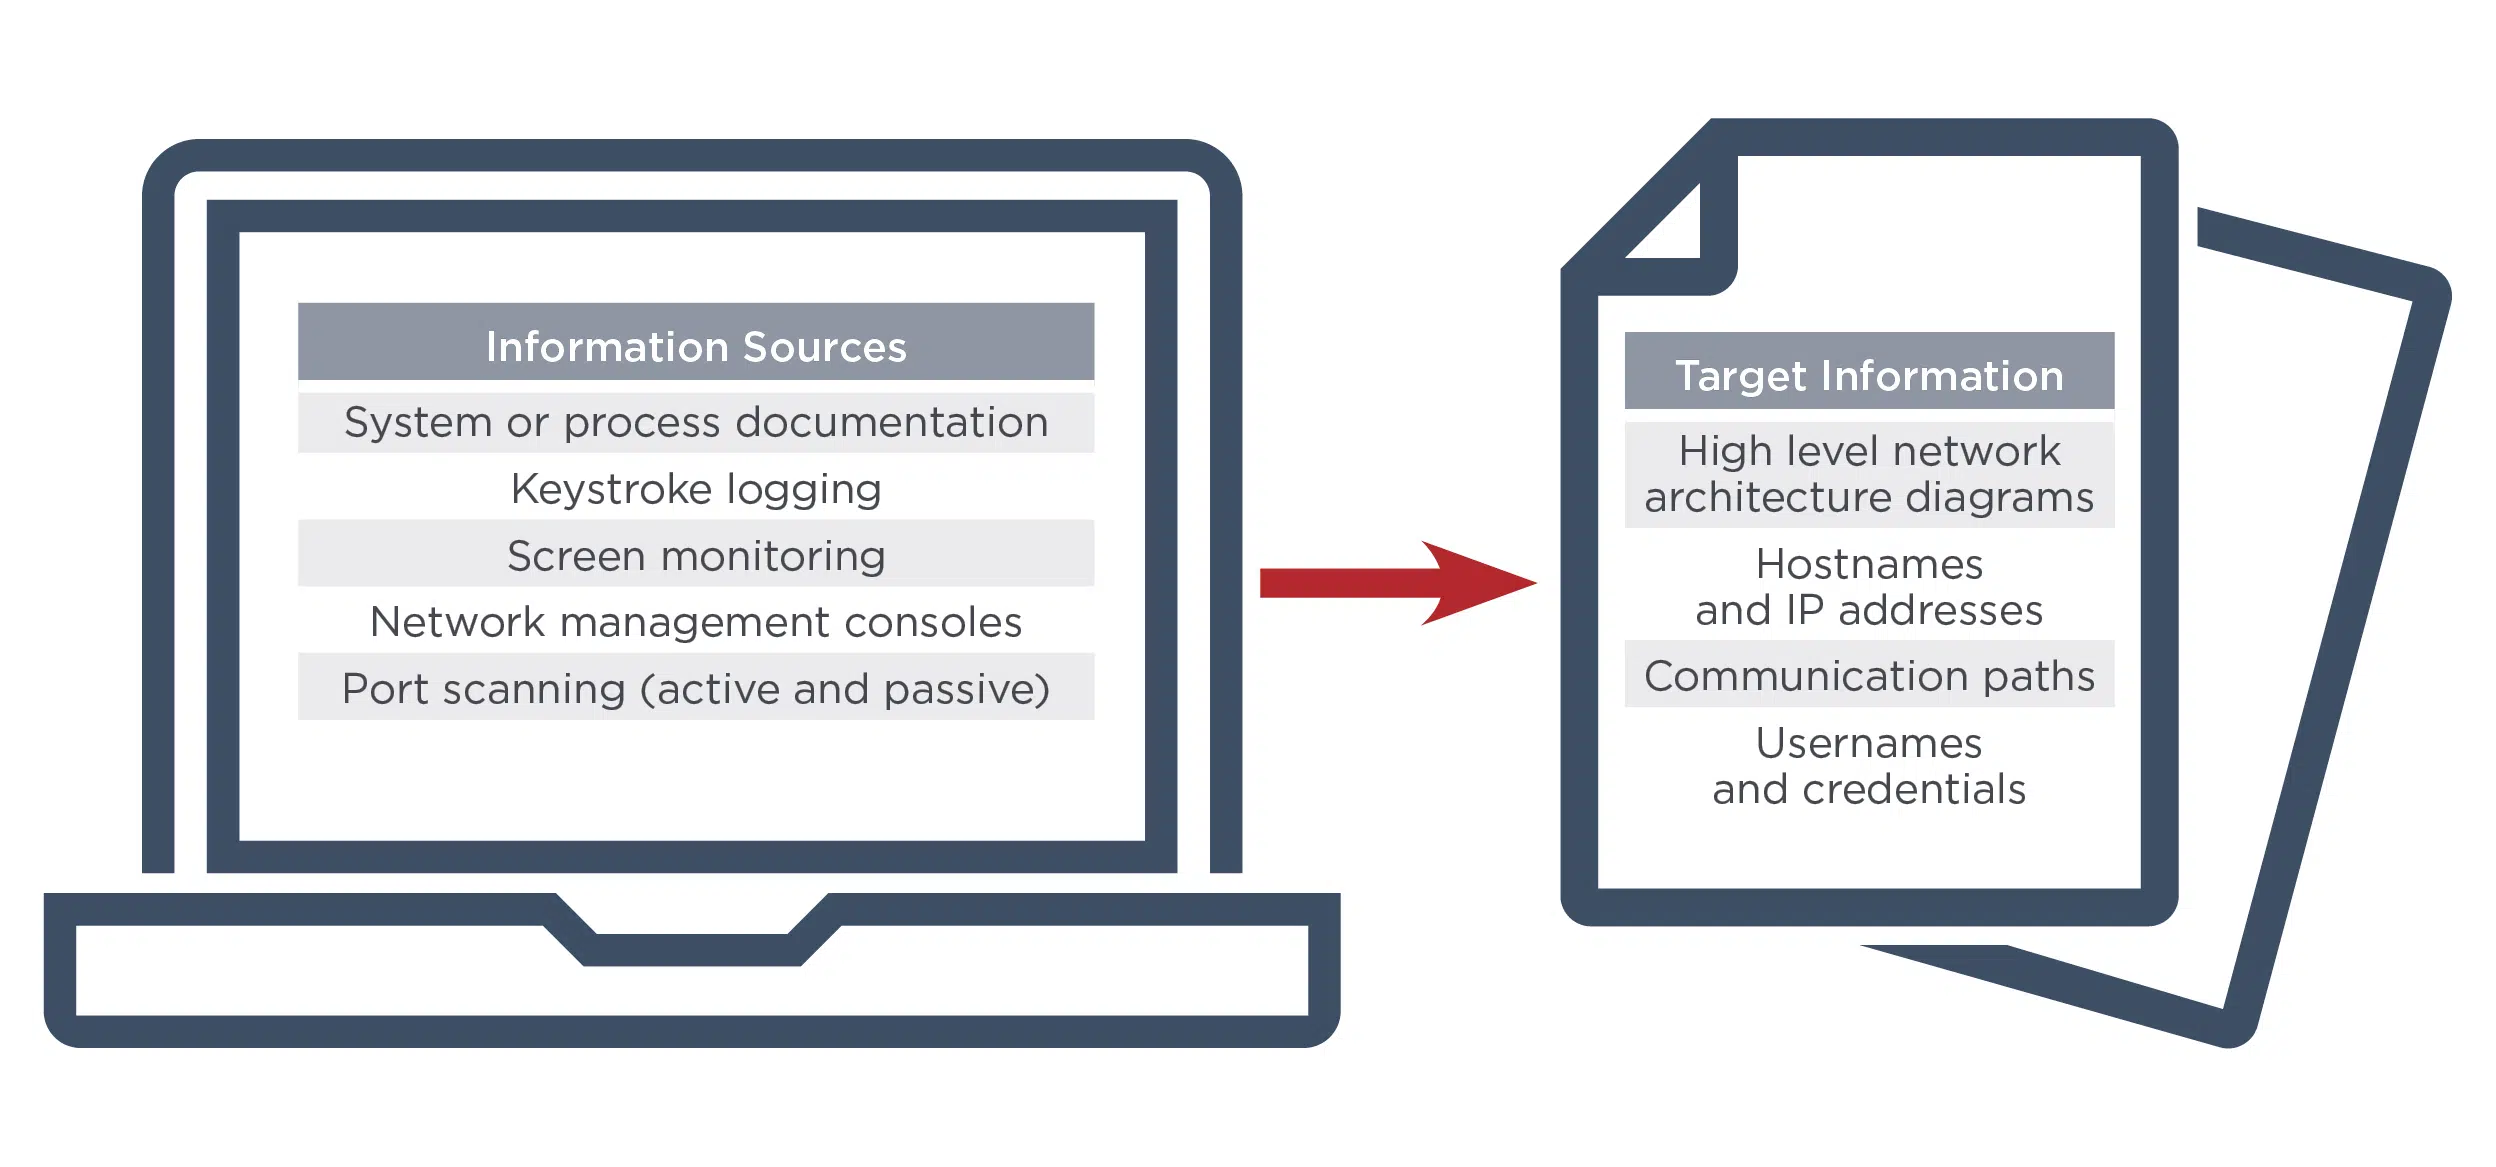 Information Sources
System or process documentation
Keystroke logging
Screen monitoring
Network management consoles
Port scanning (active and passive)
Target Information
High level network
architecture diagrams
Hostnames
and IP addresses
Communication paths
Usernames
and credentials